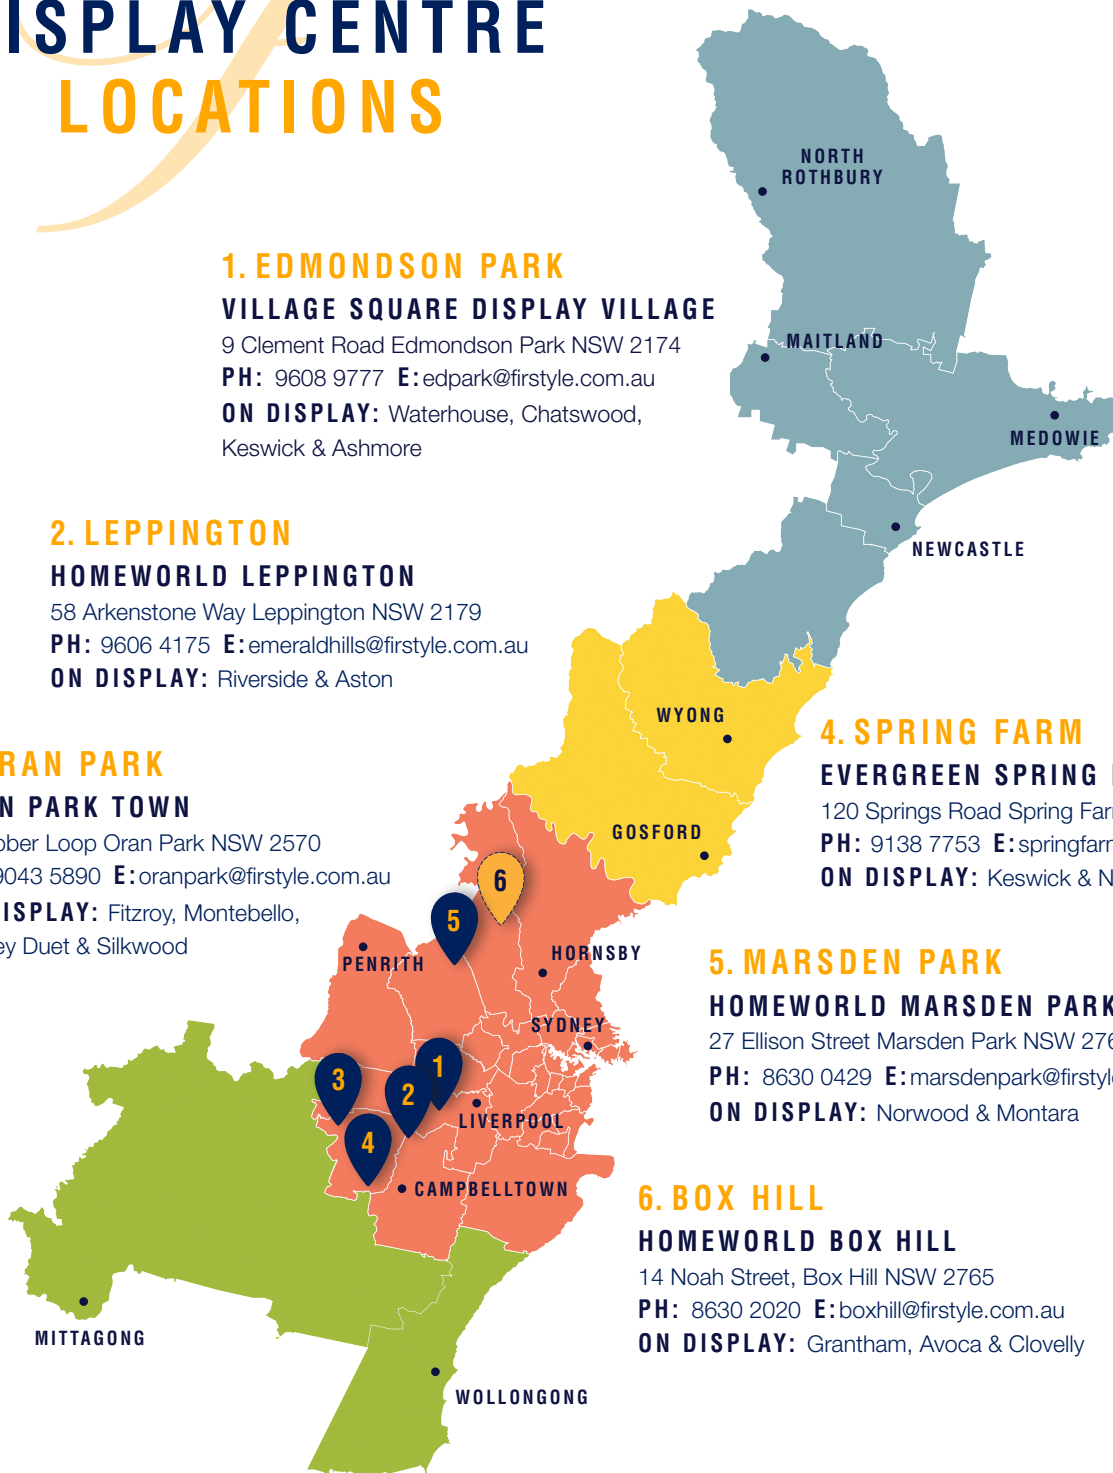 ISPLAY CENTRE
LOCATIONS
1. EDMONDSON PARK
VILLAGE SQUARE DISPLAY VILLAGE
9 Clement Road Edmondson Park NSW 2174
PH: 9608 9777 E: edpark@firstyle.com.au
ON DISPLAY: Waterhouse, Chatswood,
Keswick & Ashmore
2. LEPPINGTON
HOMEWORLD LEPPINGTON
58 Arkenstone Way Leppington NSW 2179
PH: 9606 4175 E: emeraldhills@firstyle.com.au
ON DISPLAY: Riverside & Aston
RAN PARK
N PARK TOWN
ber Loop Oran Park NSW 2570
9043 5890 E: oranpark@firstyle.com.au
ISPLAY: Fitzroy, Montebello,
ey Duet & Silkwood
4. SPRING FARM
EVERGREEN SPRING
120 Springs Road Spring Far
PH: 9138 7753 E: springfar
ON DISPLAY: Keswick & N
5. MARSDEN PARK
HOMEWORLD MARSDEN PARK
27 Ellison Street Marsden Park NSW 276
PH: 8630 0429 E: marsdenpark@firstyl
ON DISPLAY: Norwood & Montara
6. BOX HILL
HOMEWORLD BOX HILL
14 Noah Street, Box Hill NSW 2765
PH: 8630 2020 E: boxhill@firstyle.com.au
ON DISPLAY: Grantham, Avoca & Clovelly
NORTH
ROTHBURY
MAITLAND
MEDOWIE
NEWCASTLE
WYONG
GOSFORD
6
5
HORNSBY
PENRITH
SYDNEY
1
3
2
LIVERPOOL
4
CAMPBELLTOWN
MITTAGONG
WOLLONGONG